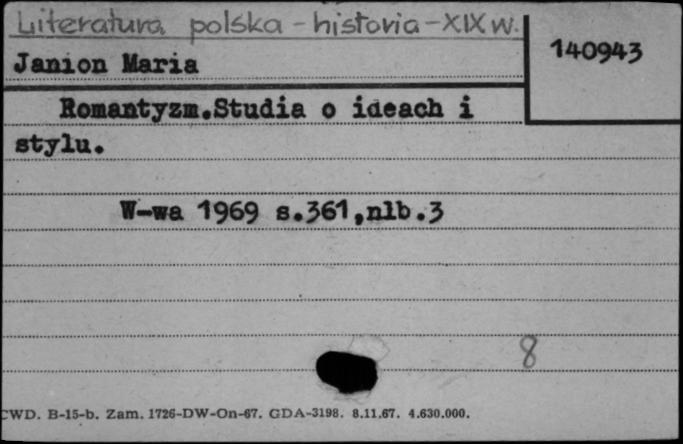 Literatura polska - historia - XIX w.
140943
Janion Maria
Romantyzm.Studia o ideach i
stylu.
W-wa 1969 s.361,nlb.3
8
CWD. B-15-b. Zam. 1726-DW-On-67. GDA-3198. 8.11.67. 4.630.000.